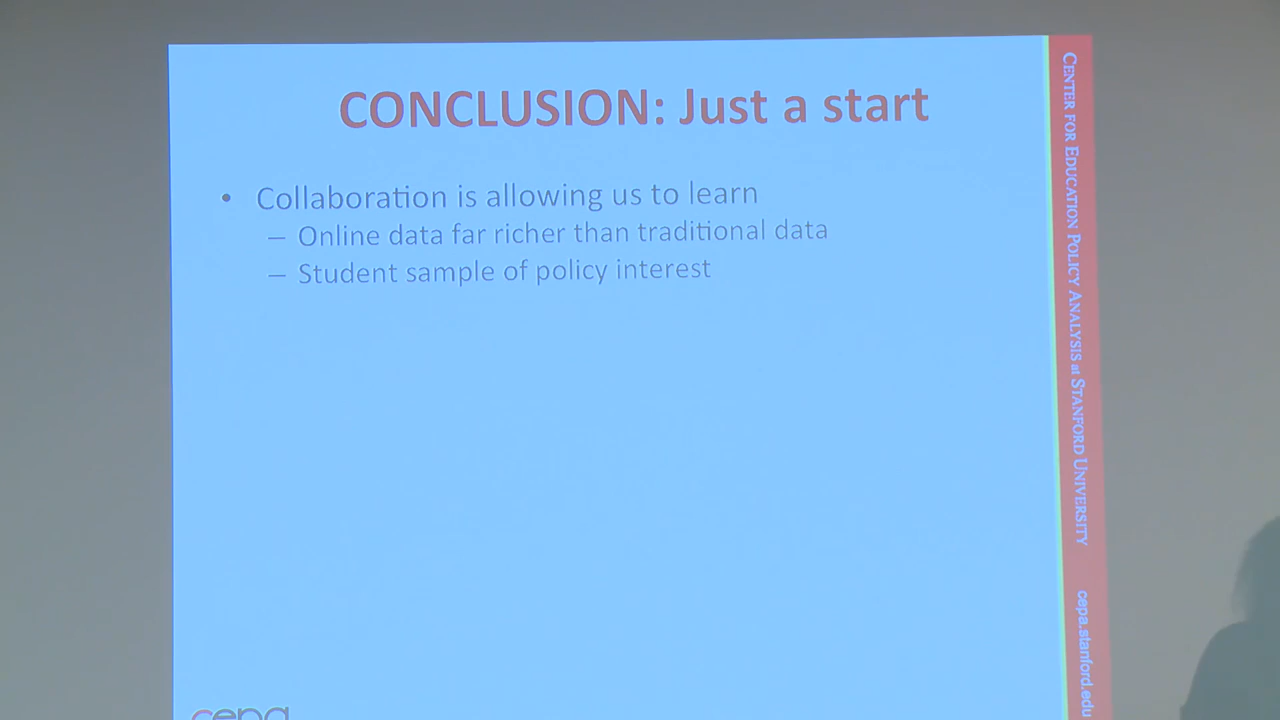 CONCLUSION: Just a start
• Collaboration is allowing us to learn
– Online data far richer than traditional data
– Student sample of policy interest
CENTER FOR EDUCATION POLICY ANALYSIS at STANFORD UNIVERSITY
cepa.stanford.edu
cepa